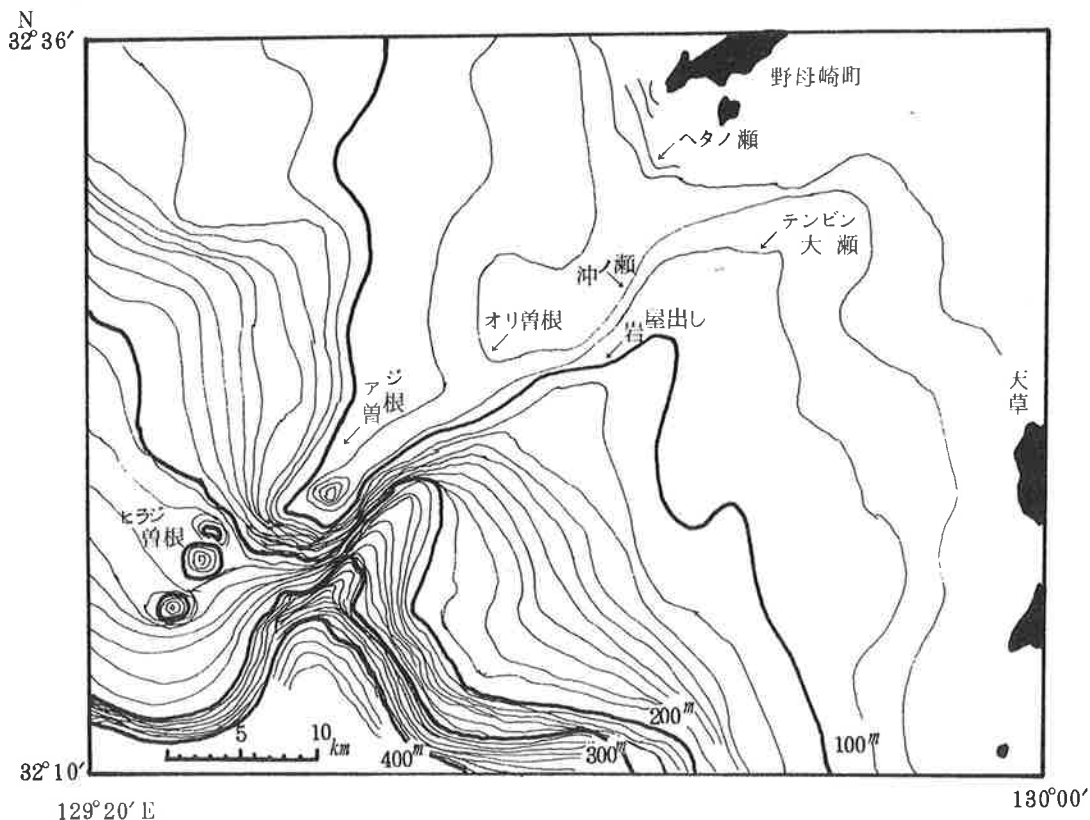 N
32°36′
野母崎町
ヘタノ瀬
テンビン
大瀬
沖ノ瀬
オリ曽根
岩屋出し
アジ
曽根
天草
ヒラジ
曽根
200m
300m
400m
100m
5
10
km
32°10′
129°20′E
130°00′